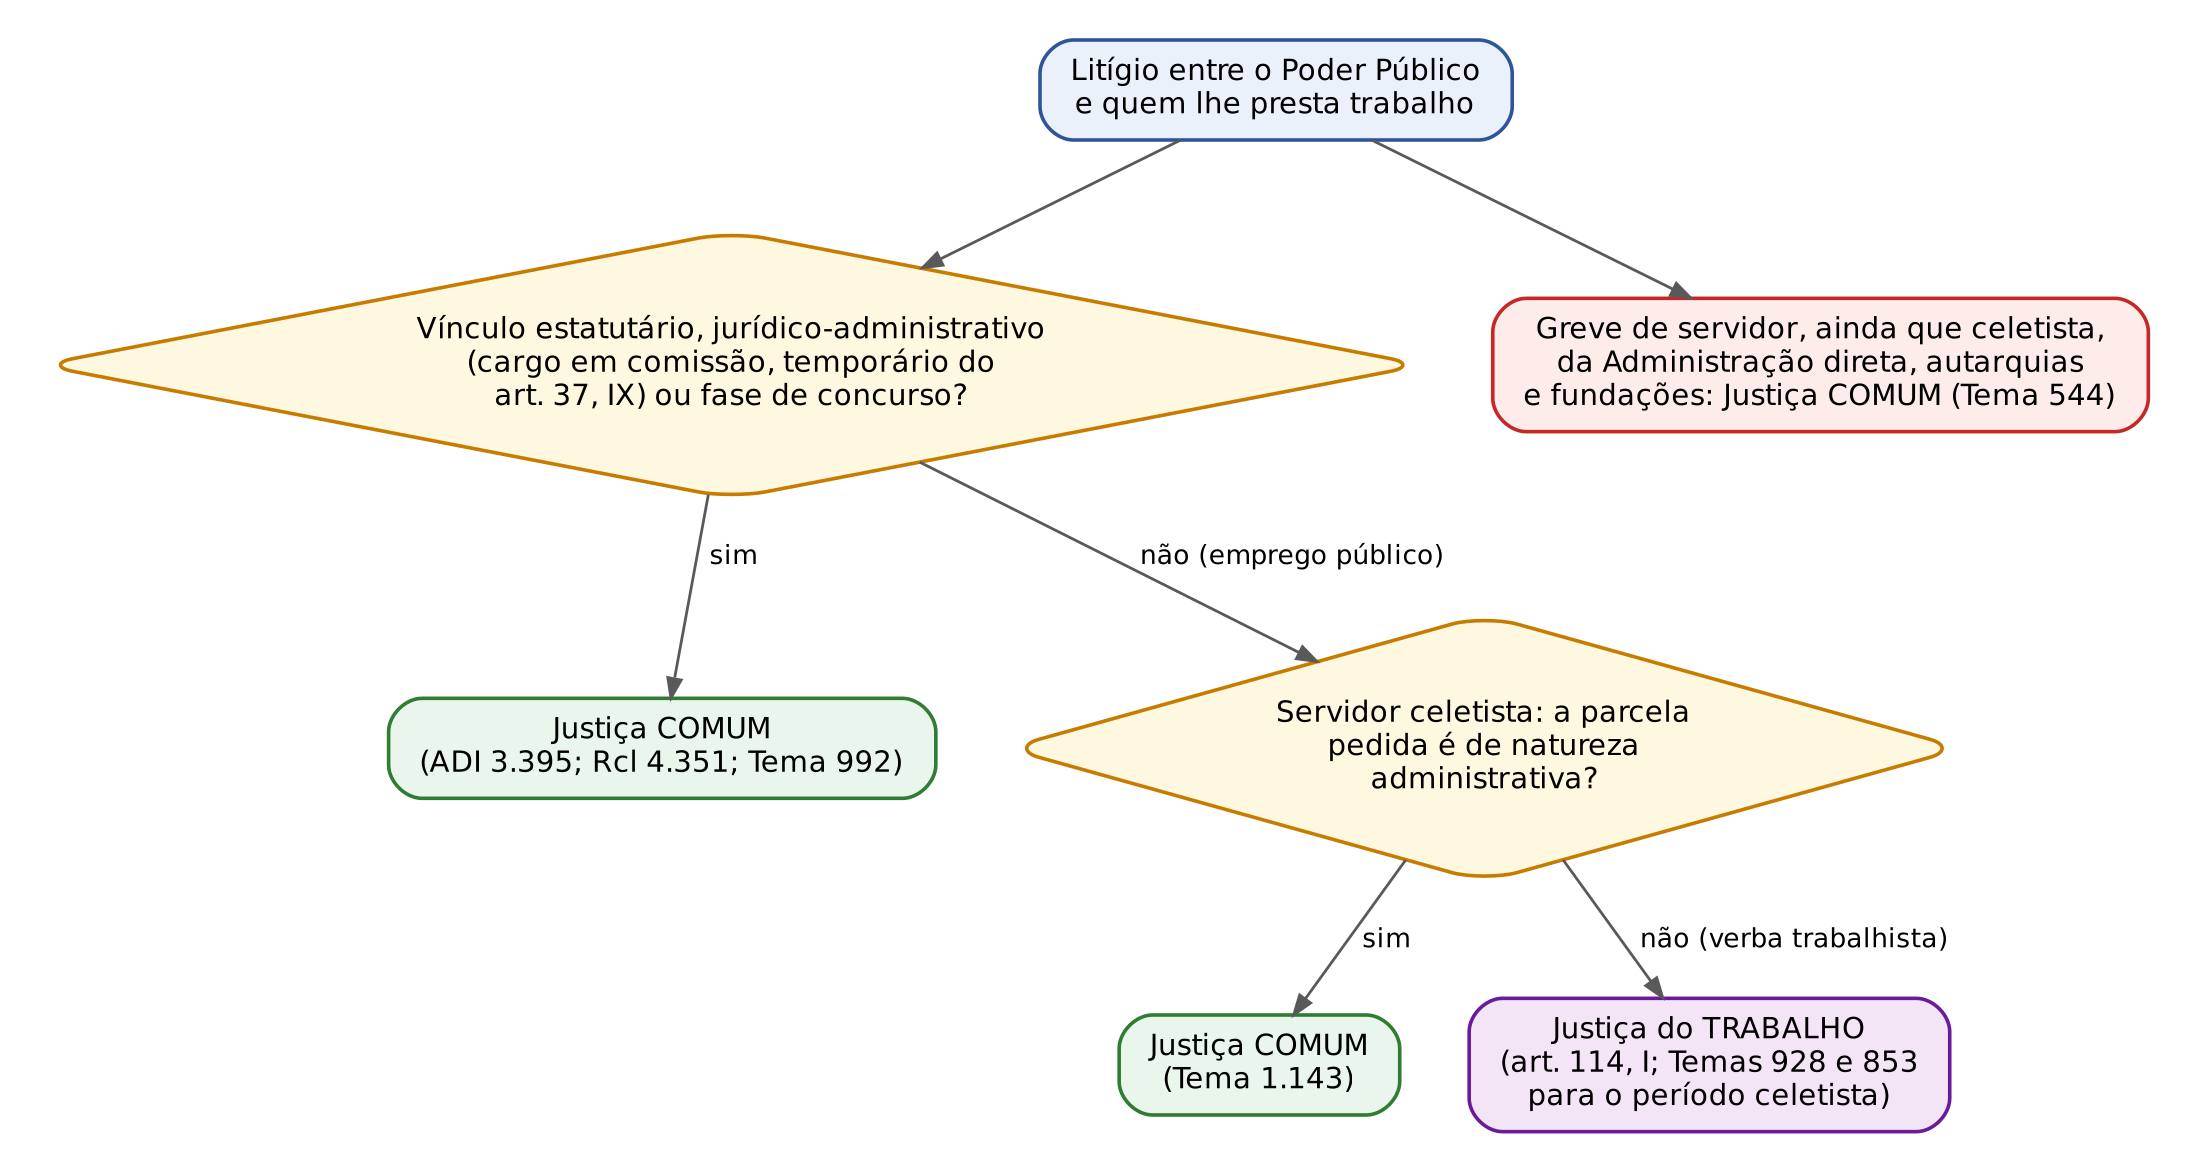 Litígio entre o Poder Público
e quem lhe presta trabalho
Vínculo estatutário, jurídico-administrativo
(cargo em comissão, temporário do
art. 37, IX) ou fase de concurso?
Greve de servidor, ainda que celetista,
da Administração direta, autarquias
e fundações: Justiça COMUM (Tema 544)
sim
não (emprego público)
Justiça COMUM
(ADI 3.395; Rcl 4.351; Tema 992)
Servidor celetista: a parcela
pedida é de natureza
administrativa?
sim
não (verba trabalhista)
Justiça COMUM
(Tema 1.143)
Justiça do TRABALHO
(art. 114, I; Temas 928 e 853
para o período celetista)